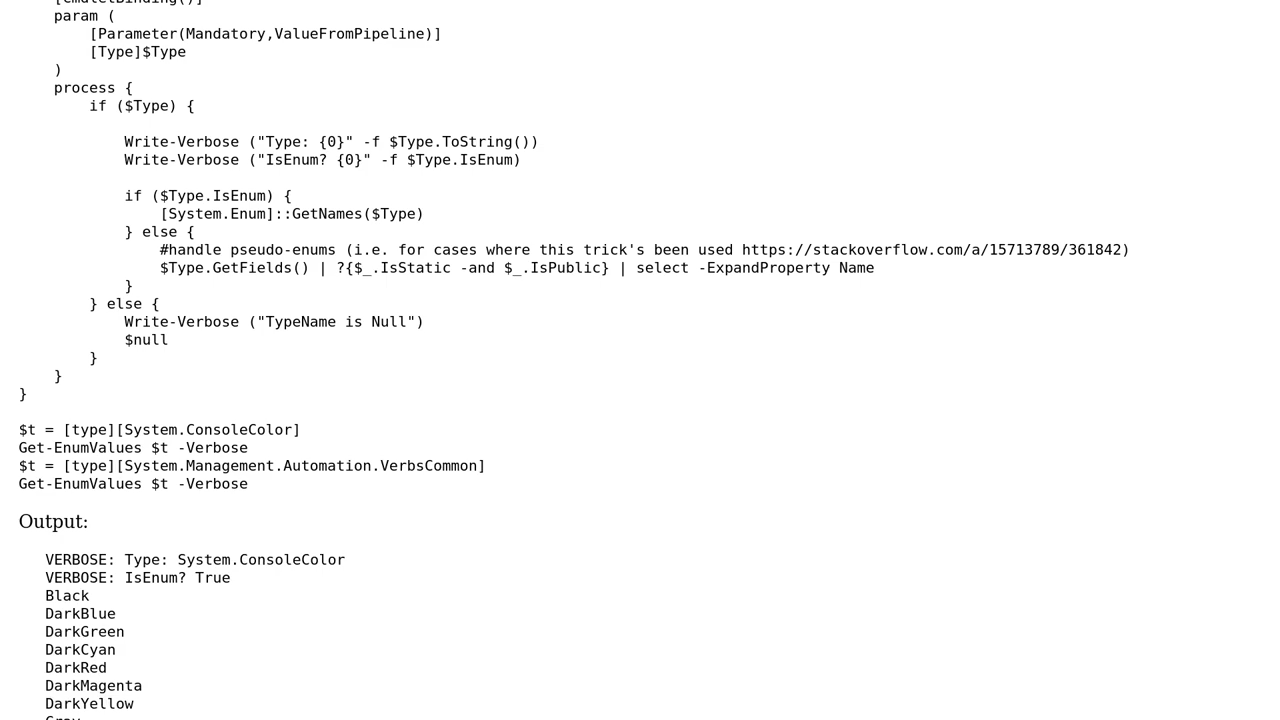 [cmdletBinding()]
param (
[Parameter(Mandatory,ValueFromPipeline)]
[Type]$Type
)
process {
if ($Type) {
Write-Verbose ("Type: {0}" -f $Type.ToString())
Write-Verbose ("IsEnum? {0}" -f $Type.IsEnum)
if ($Type.IsEnum) {
[System.Enum]::GetNames($Type)
} else {
#handle pseudo-enums (i.e. for cases where this trick's been used https://stackoverflow.com/a/15713789/361842)
$Type.GetFields() | ?{$_.IsStatic -and $_.IsPublic} | select -ExpandProperty Name
}
} else {
Write-Verbose ("TypeName is Null")
$null
}
}
}
$t = [type][System.ConsoleColor]
Get-EnumValues $t -Verbose
$t = [type][System.Management.Automation.VerbsCommon]
Get-EnumValues $t -Verbose
Output:
VERBOSE: Type: System.ConsoleColor
VERBOSE: IsEnum? True
Black
DarkBlue
DarkGreen
DarkCyan
DarkRed
DarkMagenta
DarkYellow
Gray